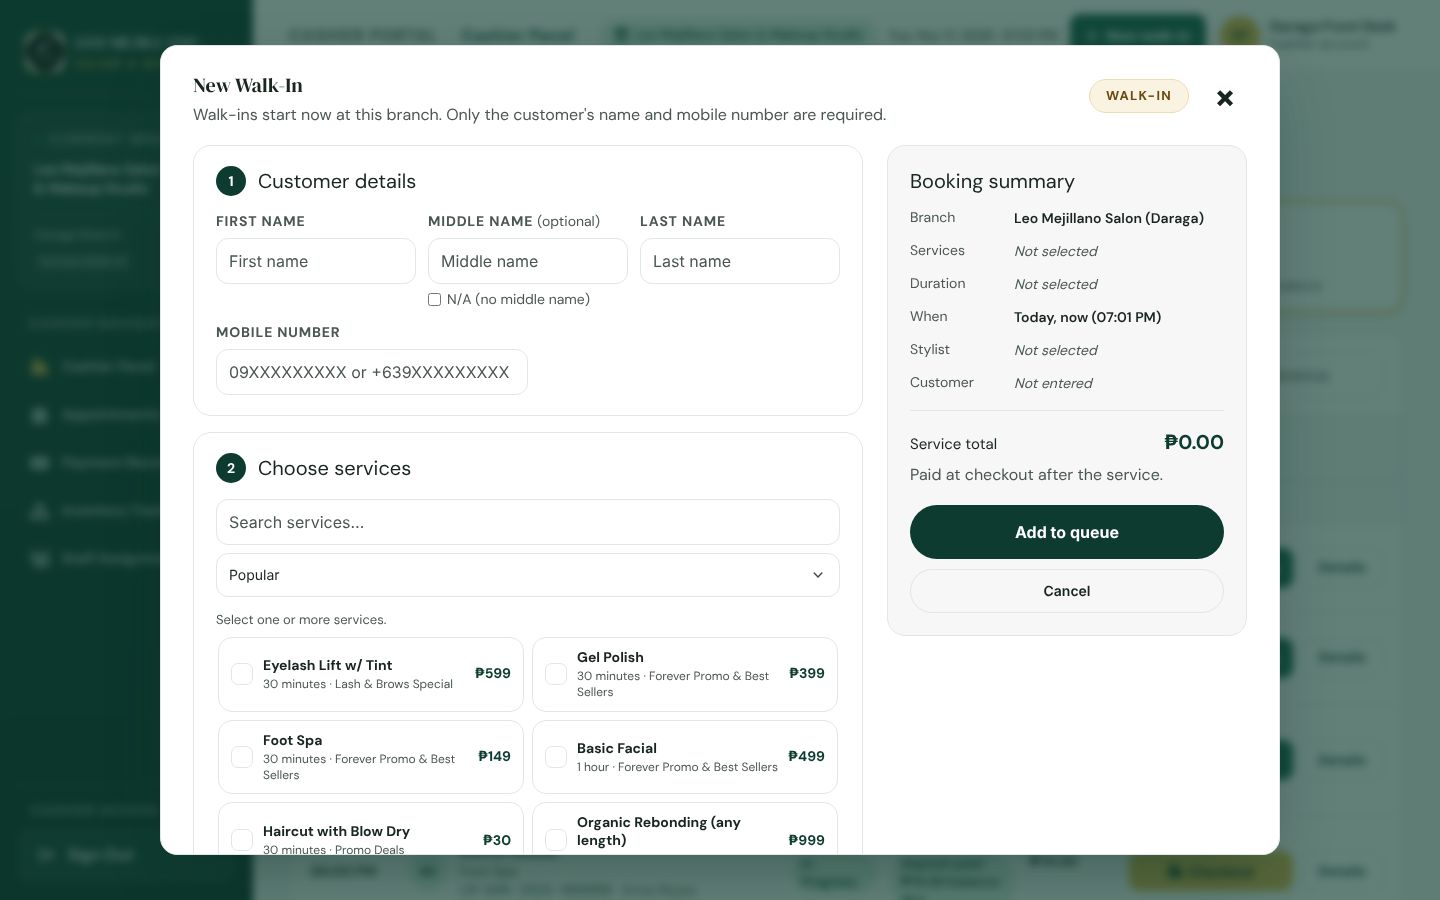 New Walk-In
WALK-IN
Walk-ins start now at this branch. Only the customer's name and mobile number are required.
1 Customer details
FIRST NAME
MIDDLE NAME (optional)
LAST NAME
First name
Middle name
Last name
N/A (no middle name)
MOBILE NUMBER
09XXXXXXXXX or +639XXXXXXXXX
2 Choose services
Search services...
Popular
Select one or more services.
Eyelash Lift w/ Tint
30 minutes · Lash & Brows Special
₱599
Gel Polish
30 minutes · Forever Promo & Best
Sellers
₱399
Foot Spa
30 minutes · Forever Promo & Best
Sellers
₱149
Basic Facial
1 hour · Forever Promo & Best Sellers
₱499
Haircut with Blow Dry
30 minutes · Promo Deals
₱30
Organic Rebonding (any
length)
₱999
Booking summary
Branch Leo Mejillano Salon (Daraga)
Services Not selected
Duration Not selected
When Today, now (07:01 PM)
Stylist Not selected
Customer Not entered
Service total ₱0.00
Paid at checkout after the service.
Add to queue
Cancel
Details
Details
Details
Details
Sign Out